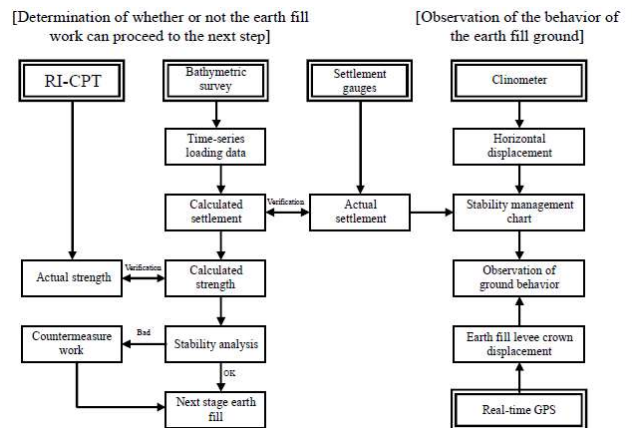 [Determination of whether or not the earth fill
work can proceed to the next step]
[Observation of the behavior of
the earth fill ground]
RI-CPT
Bathymetric
survey
Settlement
gauges
Clinometer
Time-series
loading data
Horizontal
displacement
Calculated
settlement
Verification
Actual
settlement
Stability management
chart
Actual strength
Verification
Calculated
strength
Observation of
ground behavior
Countermeasure
work
Bad
Stability analysis
Earth fill levee crown
displacement
OK
Next stage earth
fill
Real-time GPS